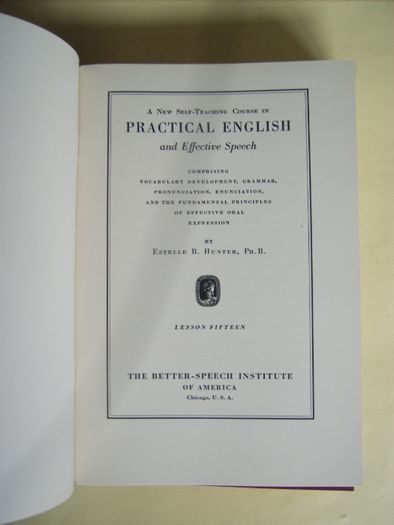 A New Self-Teaching Course in
PRACTICAL ENGLISH
and Effective Speech
COMPRISING
VOCABULARY DEVELOPMENT, GRAMMAR,
PRONUNCIATION, ENUNCIATION,
AND THE FUNDAMENTAL PRINCIPLES
OF EFFECTIVE ORAL
EXPRESSION
BY
Estelle B. Hunter, Ph.B.
LESSON FIFTEEN
THE BETTER-SPEECH INSTITUTE
OF AMERICA
Chicago, U. S. A.